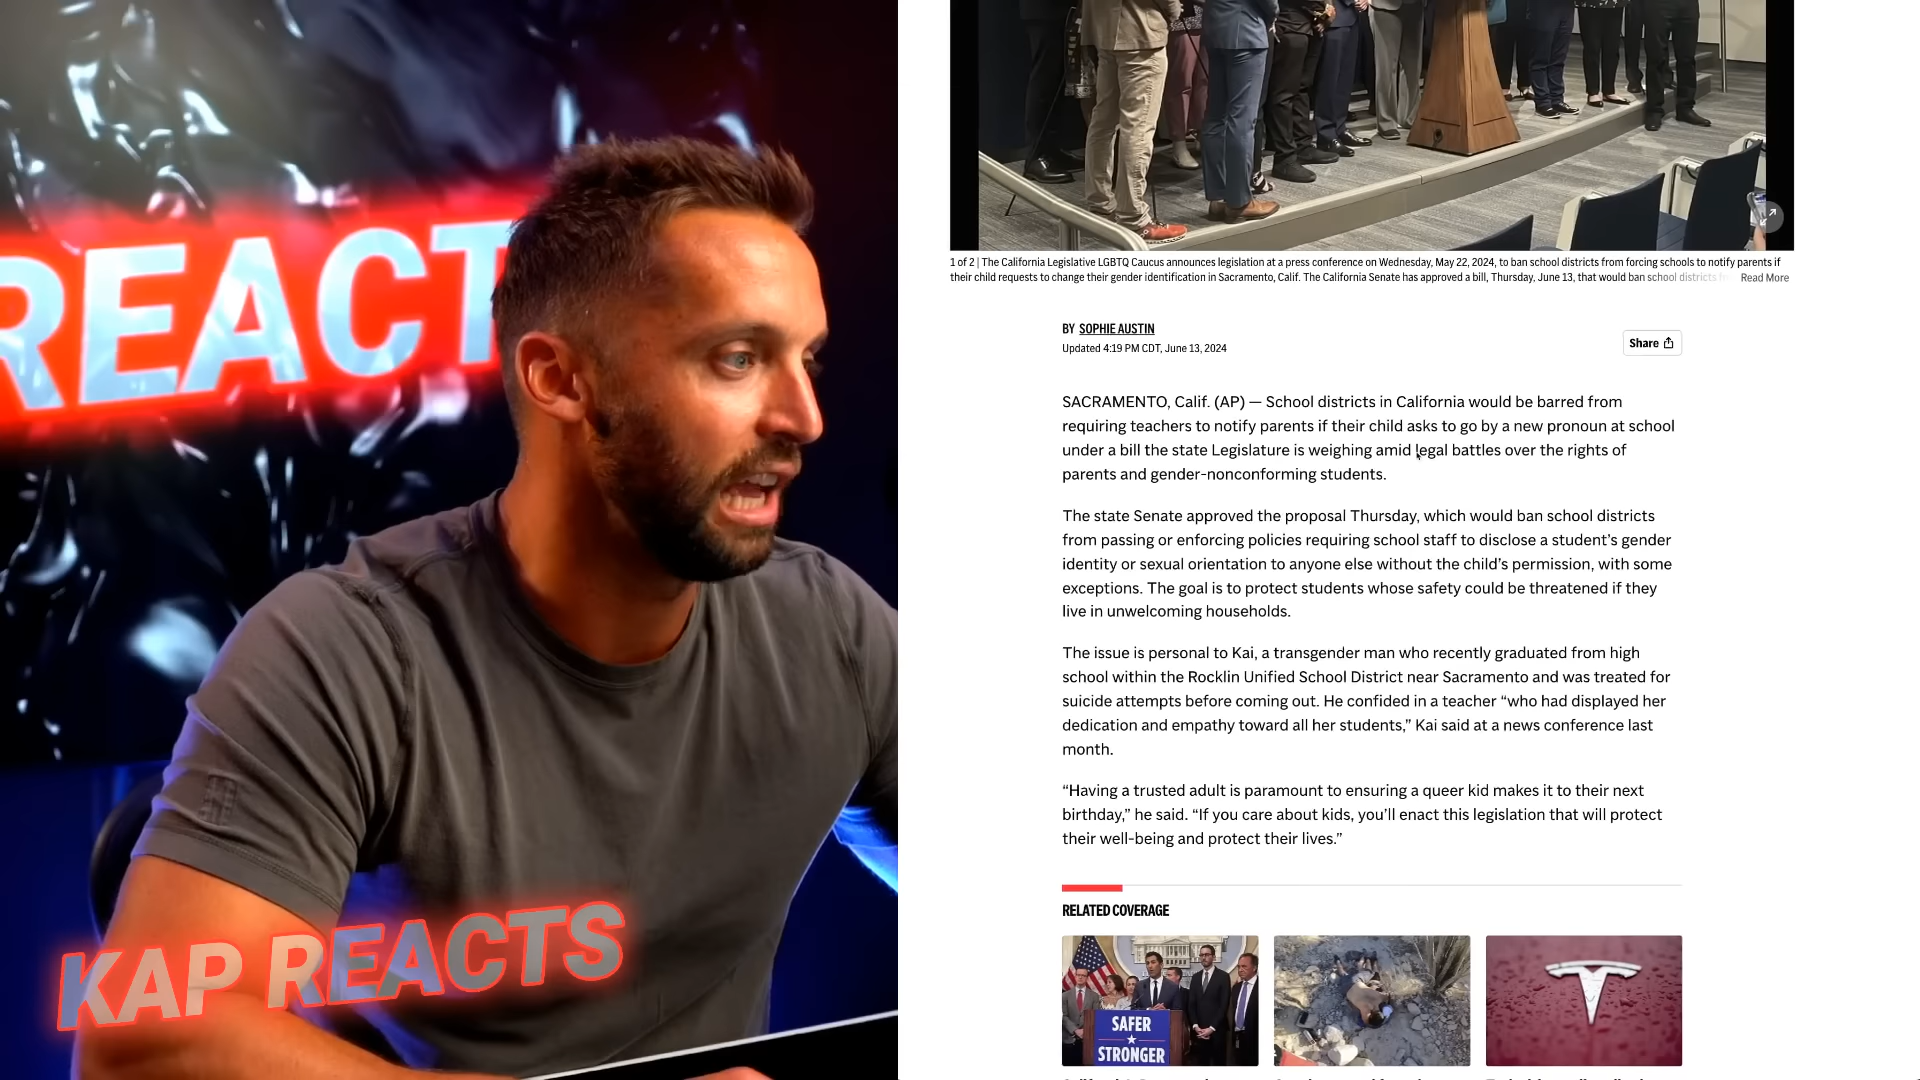 REACT
KAP REACTS
1 of 2 | The California Legislative LGBTQ Caucus announces legislation at a press conference on Wednesday, May 22, 2024, to ban school districts from forcing schools to notify parents if
their child requests to change their gender identification in Sacramento, Calif. The California Senate has approved a bill, Thursday, June 13, that would ban school districts
Read More
BY SOPHIE AUSTIN
Updated 4:19 PM CDT, June 13, 2024
Share
SACRAMENTO, Calif. (AP) — School districts in California would be barred from
requiring teachers to notify parents if their child asks to go by a new pronoun at school
under a bill the state Legislature is weighing amid legal battles over the rights of
parents and gender-nonconforming students.
The state Senate approved the proposal Thursday, which would ban school districts
from passing or enforcing policies requiring school staff to disclose a student’s gender
identity or sexual orientation to anyone else without the child’s permission, with some
exceptions. The goal is to protect students whose safety could be threatened if they
live in unwelcoming households.
The issue is personal to Kai, a transgender man who recently graduated from high
school within the Rocklin Unified School District near Sacramento and was treated for
suicide attempts before coming out. He confided in a teacher “who had displayed her
dedication and empathy toward all her students,” Kai said at a news conference last
month.
“Having a trusted adult is paramount to ensuring a queer kid makes it to their next
birthday,” he said. “If you care about kids, you’ll enact this legislation that will protect
their well-being and protect their lives.”
RELATED COVERAGE
SAFER
STRONGER